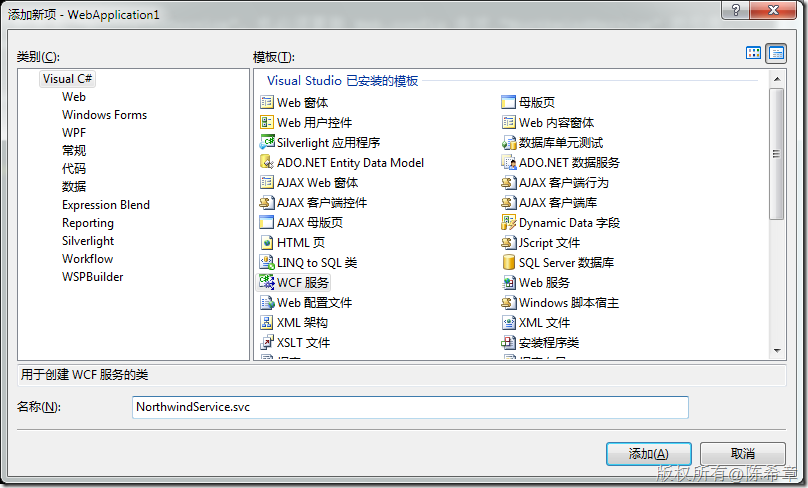 添加新项 - WebApplication1
类别(C):
模板(T):
Visual C#
Web
Windows Forms
WPF
常规
代码
数据
Expression Blend
Reporting
Silverlight
Workflow
WSPBuilder
Visual Studio 已安装的模板
Web 窗体
母版页
Web 用户控件
Web 内容窗体
Silverlight 应用程序
数据库单元测试
ADO.NET Entity Data Model
ADO.NET 数据服务
AJAX Web 窗体
AJAX 客户端行为
AJAX 客户端控件
AJAX 客户端库
AJAX 母版页
Dynamic Data 字段
HTML 页
JScript 文件
LINQ to SQL 类
SQL Server 数据库
WCF 服务
Web 服务
Web 配置文件
Windows 脚本宿主
XML 架构
XML 文件
XSLT 文件
安装程序类
用于创建 WCF 服务的类
名称(N):
NorthwindService.svc
添加(A)
取消
版权所有@陈希章